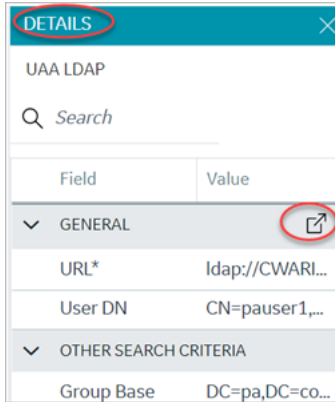 DETAILS
UAA LDAP
Search
Field Value
GENERAL
URL* ldap://CWARI...
User DN CN=pauser1,...
OTHER SEARCH CRITERIA
Group Base DC=pa,DC=co...